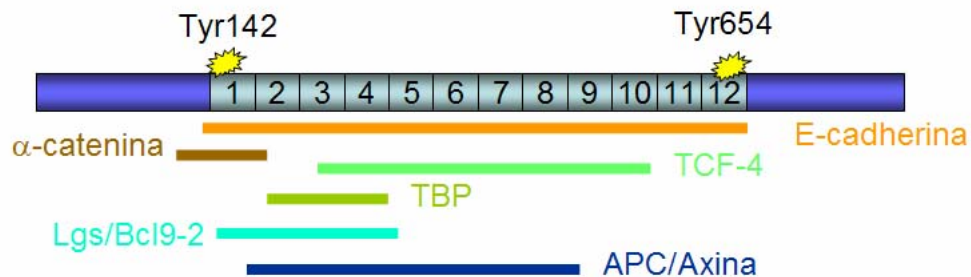 Tyr142 Tyr654
1 2 3 4 5 6 7 8 9 10 11 12
E-cadherina
α-catenina
TCF-4
TBP
Lgs/Bcl9-2
APC/Axina